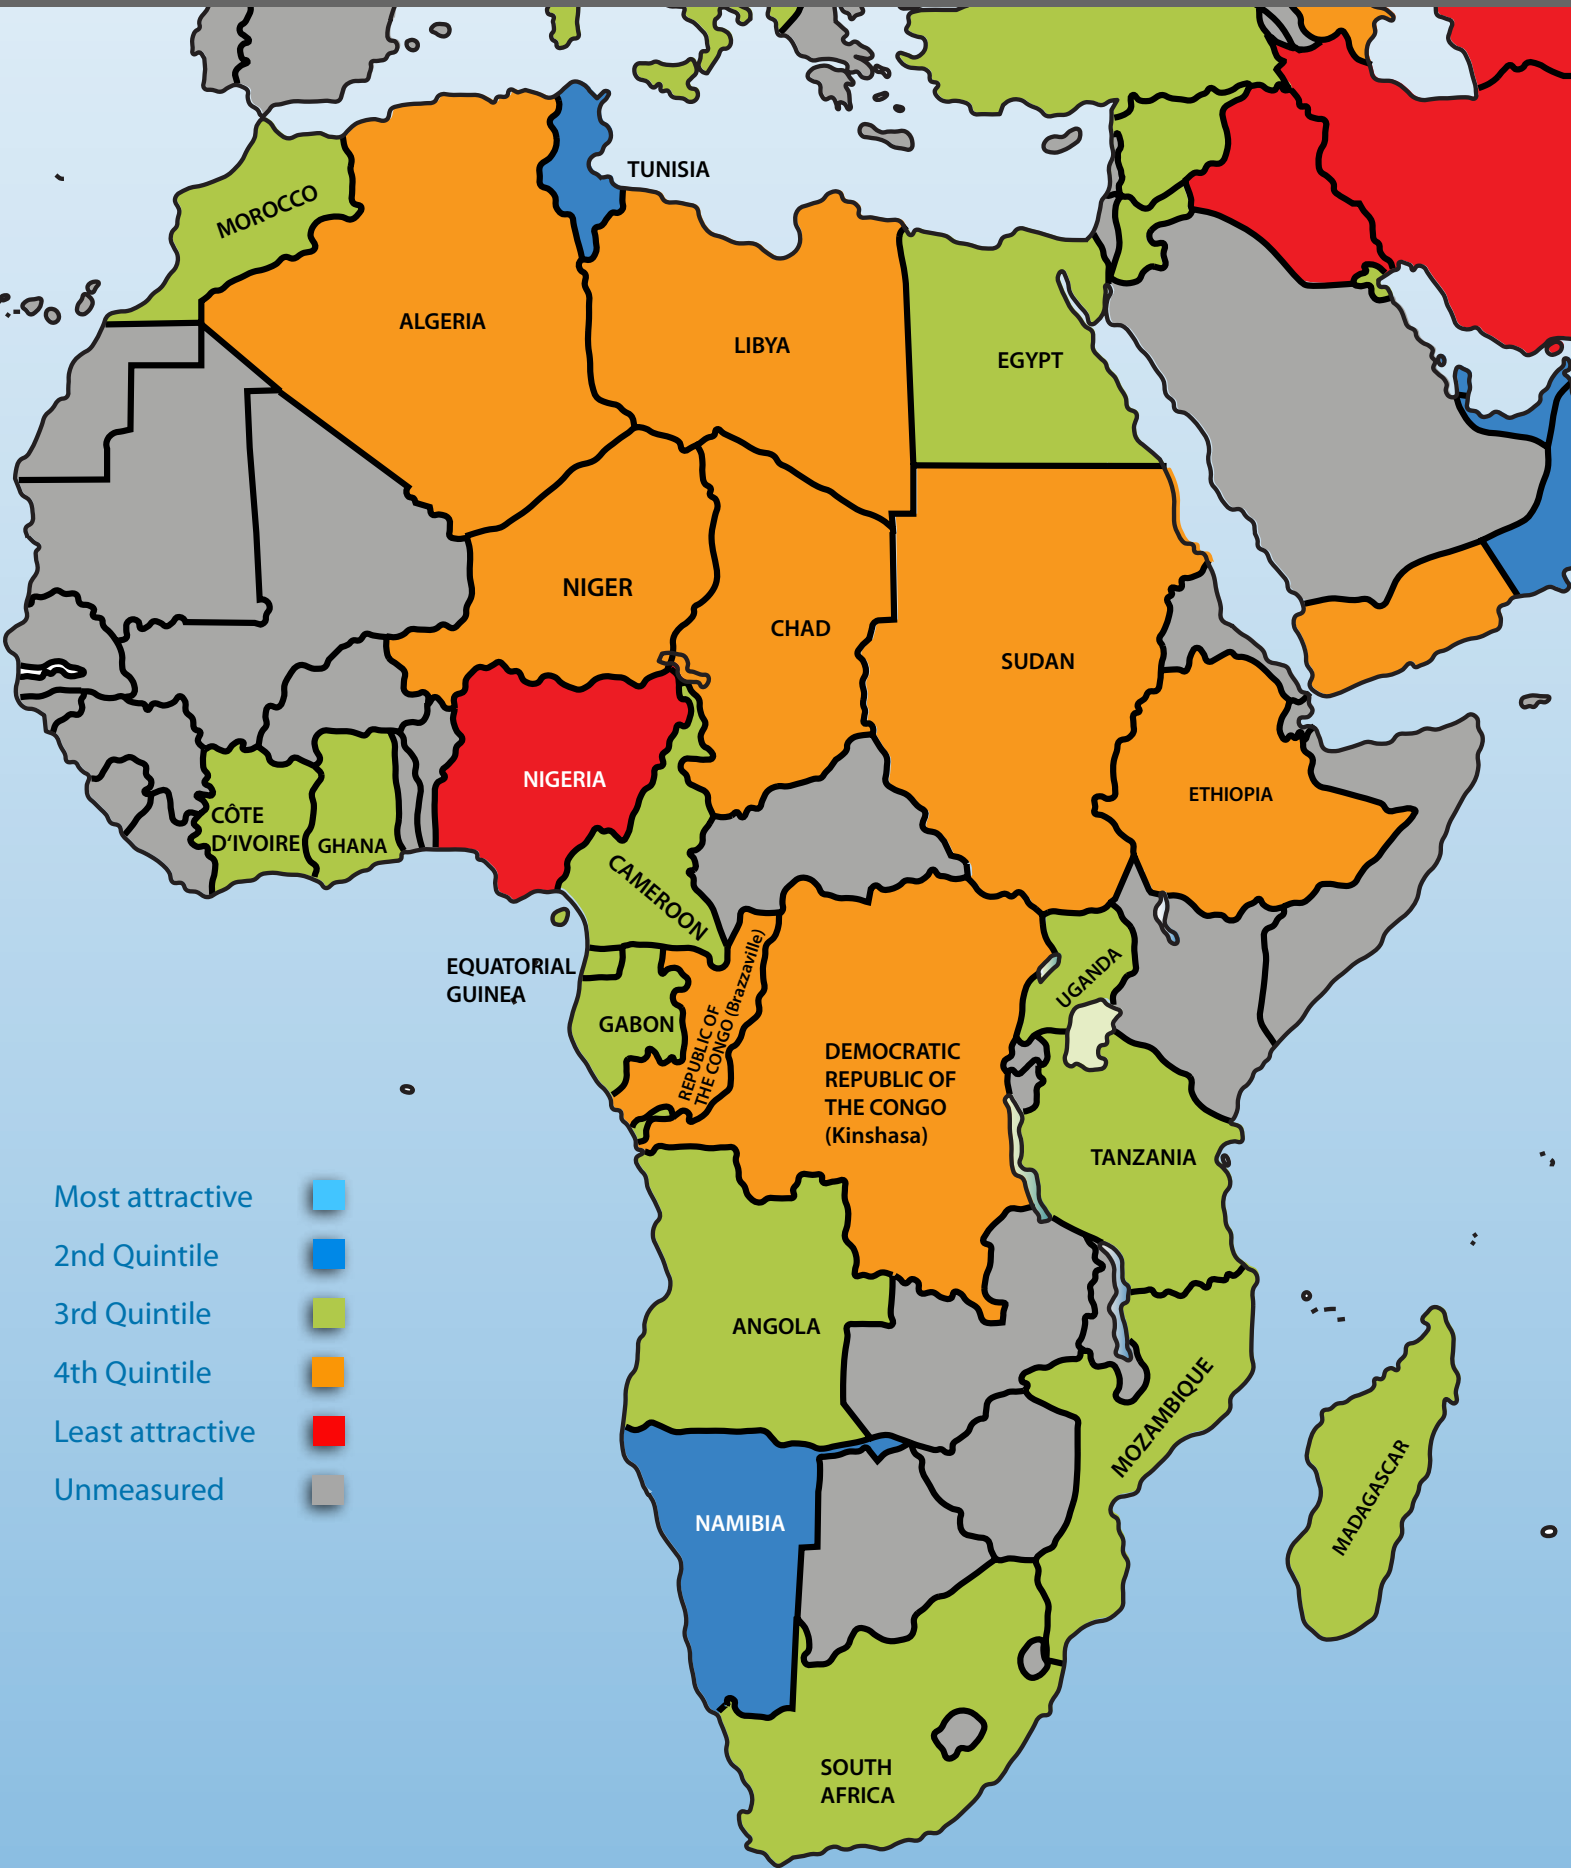 TUNISIA
MOROCCO
ALGERIA
LIBYA
EGYPT
NIGER
CHAD
SUDAN
NIGERIA
ETHIOPIA
CÔTE
D'IVOIRE
GHANA
CAMEROON
EQUATORIAL
GUINEA
GABON
REPUBLIC OF
THE CONGO (Brazzaville)
UGANDA
DEMOCRATIC
REPUBLIC OF
THE CONGO
(Kinshasa)
TANZANIA
Most attractive
2nd Quintile
3rd Quintile
4th Quintile
Least attractive
Unmeasured
ANGOLA
MOZAMBIQUE
MADAGASCAR
NAMIBIA
SOUTH
AFRICA